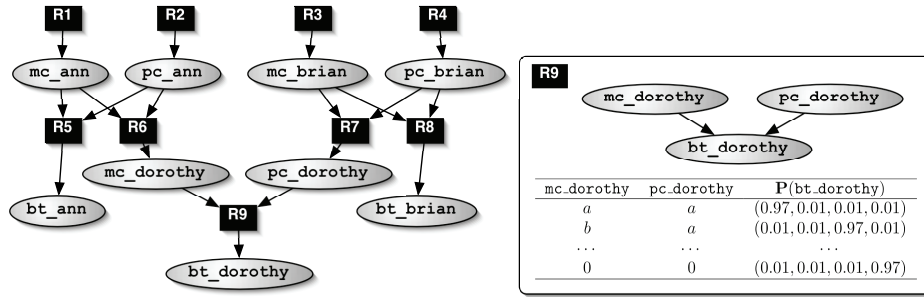 R1 R2 R3 R4
mc_ann pc_ann mc_brian pc_brian
R5 R6 R7 R8
mc_dorothy pc_dorothy
bt_ann R9 bt_brian
bt_dorothy
R9
mc_dorothy pc_dorothy
bt_dorothy
mc_dorothy pc_dorothy P(bt_dorothy)
a a (0.97, 0.01, 0.01, 0.01)
b a (0.01, 0.01, 0.97, 0.01)
... ... ...
0 0 (0.01, 0.01, 0.01, 0.97)